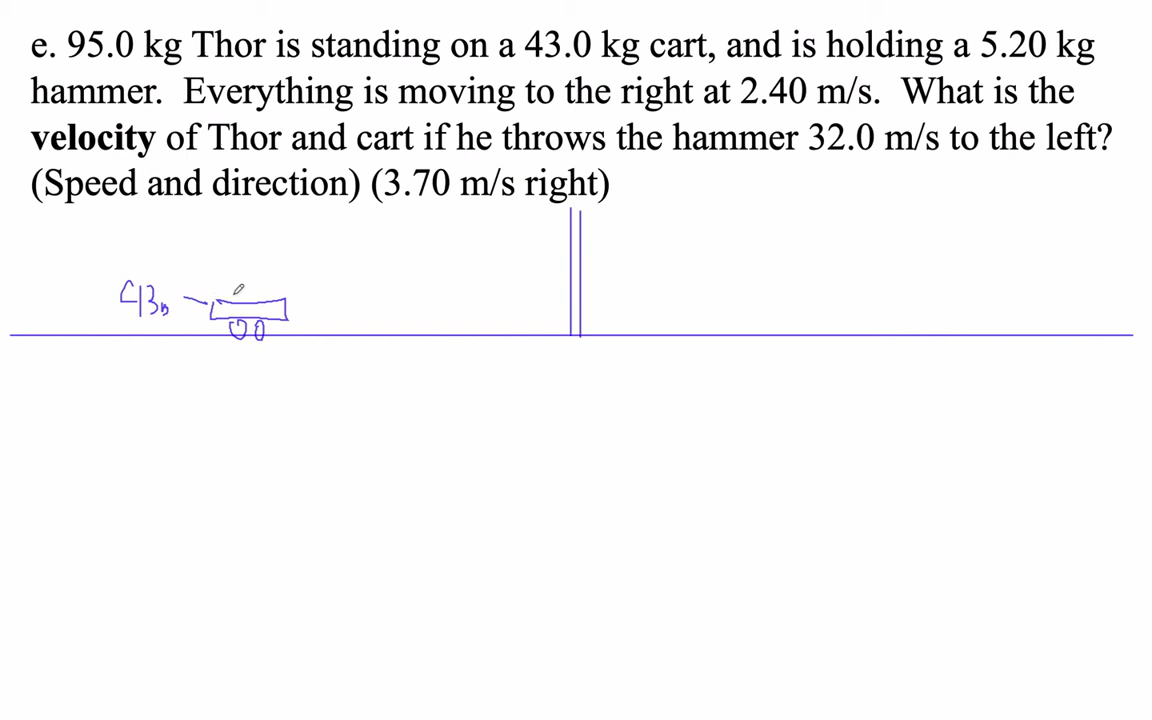 e. 95.0 kg Thor is standing on a 43.0 kg cart, and is holding a 5.20 kg
hammer. Everything is moving to the right at 2.40 m/s. What is the
velocity of Thor and cart if he throws the hammer 32.0 m/s to the left?
(Speed and direction) (3.70 m/s right)
43